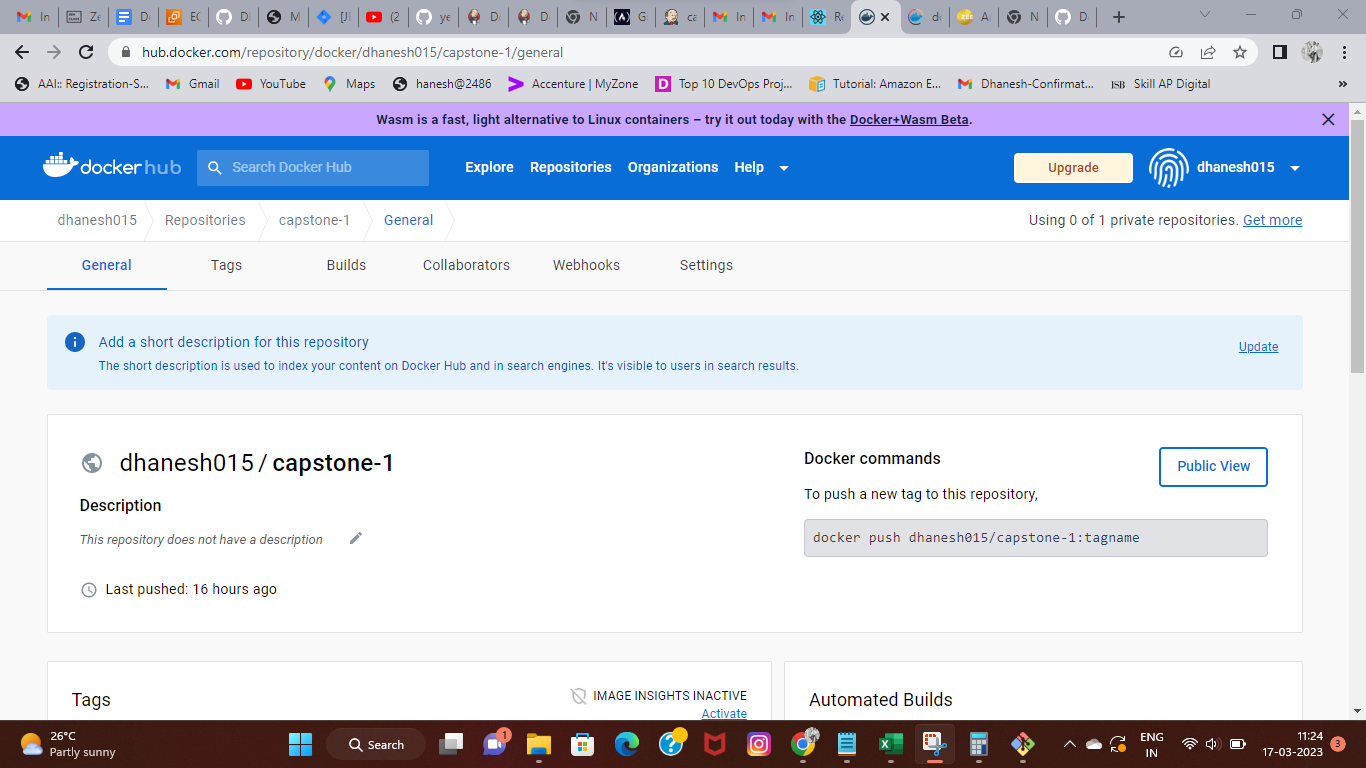 In
Ze
D
EC
DI
M
[JI
(2
ye
D
D
N
G
ca
In
In
Re
do
A
N
D
hub.docker.com/repository/docker/dhanesh015/capstone-1/general
AAI:: Registration-S...
Gmail
YouTube
Maps
hanesh@2486
Accenture | MyZone
Top 10 DevOps Proj...
Tutorial: Amazon E...
Dhanesh-Confirmat...
ISB
Skill AP Digital
»
Wasm is a fast, light alternative to Linux containers – try it out today with the Docker+Wasm Beta.
dockerhub
Search Docker Hub
Explore
Repositories
Organizations
Help
Upgrade
dhanesh015
dhanesh015
Repositories
capstone-1
General
Using 0 of 1 private repositories. Get more
General
Tags
Builds
Collaborators
Webhooks
Settings
Add a short description for this repository
The short description is used to index your content on Docker Hub and in search engines. It's visible to users in search results.
Update
dhanesh015 / capstone-1
Description
This repository does not have a description
Last pushed: 16 hours ago
Docker commands
Public View
To push a new tag to this repository,
docker push dhanesh015/capstone-1:tagname
Tags
IMAGE INSIGHTS INACTIVE
Activate
Automated Builds
26°C
Partly sunny
Search
1
ENG
IN
11:24
17-03-2023
3